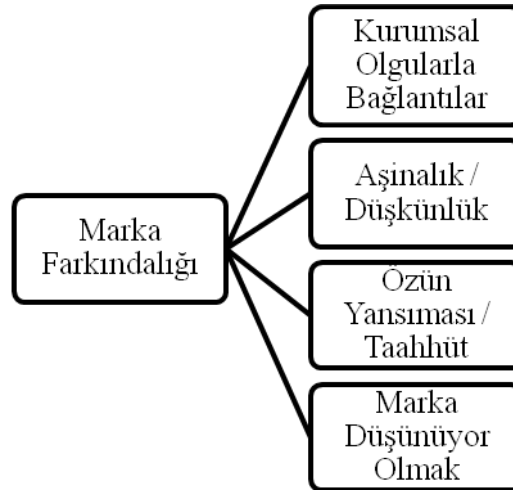 Kurumsal
Olgularla
Bağlantılar
Aşinalık /
Düşkünlük
Marka
Farkındalığı
Özün
Yansıması /
Taahhüt
Marka
Düşünüyor
Olmak